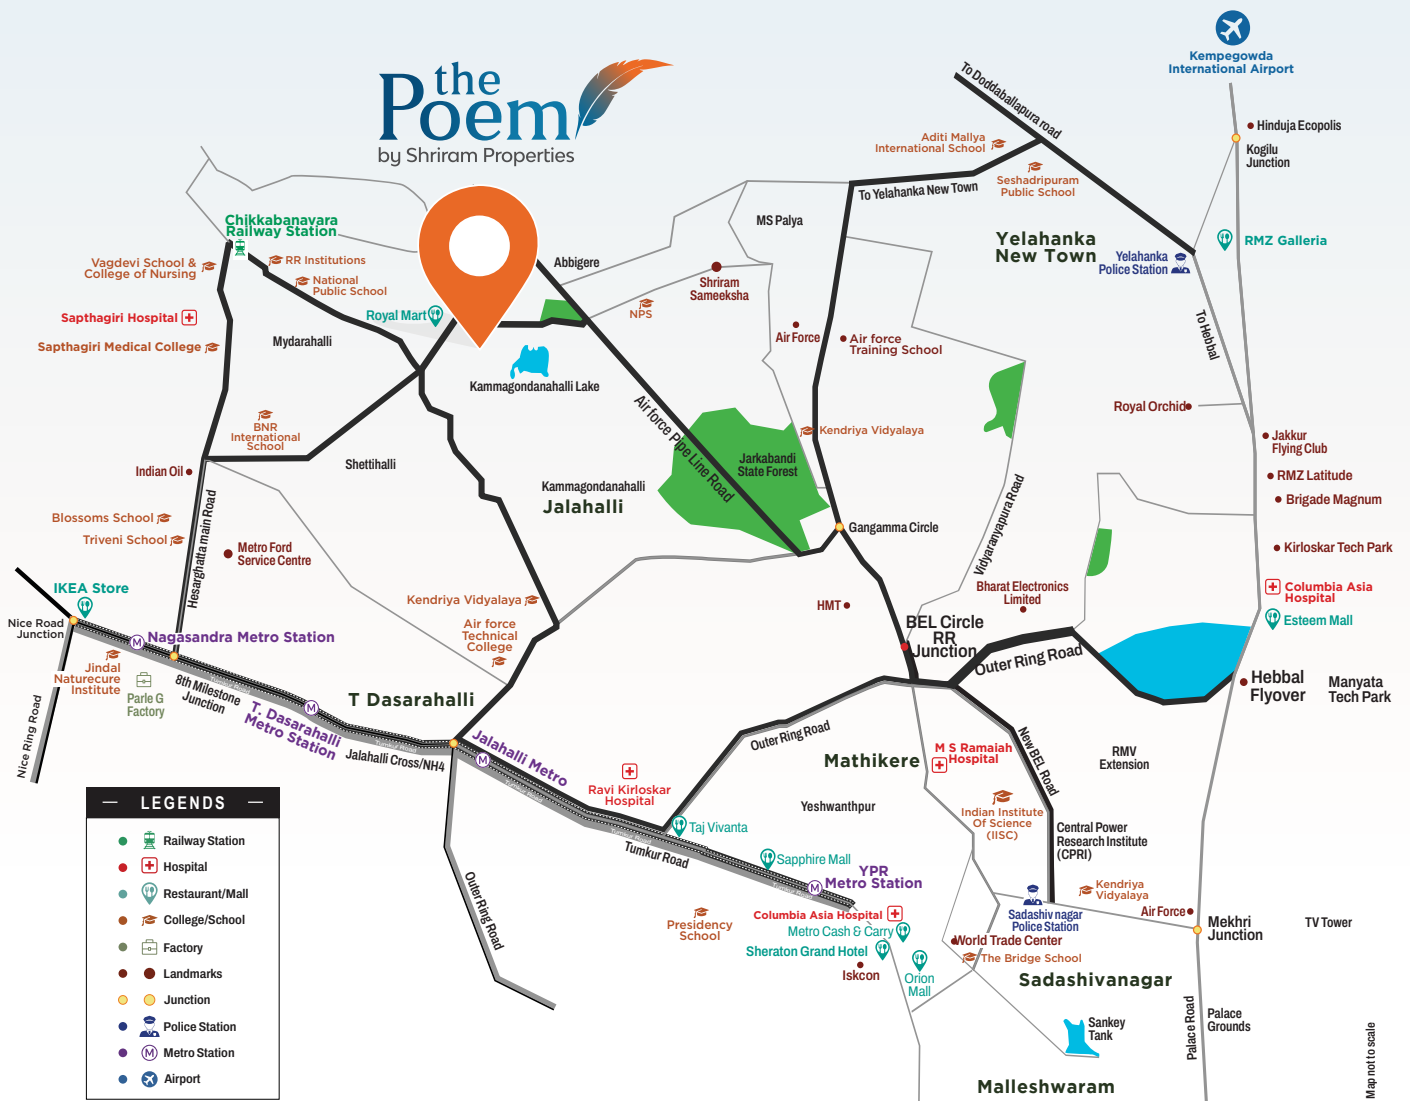 the
Poem
by Shriram Properties
Kempegowda
International Airport
To Doddaballapura road
Hinduja Ecopolis
Kogilu
Junction
Aditi Mallya
International School
Seshadripuram
Public School
To Yelahanka New Town
MS Palya
Yelahanka
New Town
Yelahanka
Police Station
RMZ Galleria
To Hebbal
Chikkabanavara
Railway Station
Vagdevi School &
College of Nursing
RR Institutions
National
Public School
Abbigere
Shriram
Sameeksha
NPS
Sapthagiri Hospital
Royal Mart
Sapthagiri Medical College
Mydarahalli
Air Force
Air force
Training School
Kammagondanahalli Lake
Air force Pipe Line Road
Royal Orchid
BNR
International
School
Kendriya Vidyalaya
Jakkur
Flying Club
Indian Oil
Shettihalli
Jarkabandi
State Forest
RMZ Latitude
Kammagondanahalli
Jalahalli
Brigade Magnum
Hesarghatta main Road
Blossoms School
Triveni School
Gangamma Circle
Vidyaranyapura Road
Metro Ford
Service Centre
Kirloskar Tech Park
IKEA Store
Bharat Electronics
Limited
Columbia Asia
Hospital
Kendriya Vidyalaya
HMT
Esteem Mall
Nice Road
Junction
Nagasandra Metro Station
Air force
Technical
College
BEL Circle
RR
Junction
Outer Ring Road
Jindal
Naturecure
Institute
Parle G
Factory
8th Milestone
Junction
T Dasarahalli
Hebbal
Flyover
Manyata
Tech Park
Nice Ring Road
T. Dasarahalli
Metro Station
Tumkur Road
Jalahalli Cross/NH4
Jalahalli Metro
Tumkur Road
Outer Ring Road
New BEL Road
Mathikere
M S Ramaiah
Hospital
RMV
Extension
Ravi Kirloskar
Hospital
Yeshwanthpur
Indian Institute
Of Science
(IISC)
Taj Vivanta
Tumkur Road
Tumkur Road
Central Power
Research Institute
(CPRI)
Sapphire Mall
YPR
Metro Station
Tumkur Road
Kendriya
Vidyalaya
Outer Ring Road
Presidency
School
Columbia Asia Hospital
Metro Cash & Carry
Sheraton Grand Hotel
Iskcon
Orion
Mall
Sadashiv nagar
Police Station
Air Force
Mekhri
Junction
TV Tower
World Trade Center
The Bridge School
Sadashivanagar
Sankey
Tank
Palace Road
Palace
Grounds
Malleshwaram
Map not to scale
LEGENDS
Railway Station
Hospital
Restaurant/Mall
College/School
Factory
Landmarks
Junction
Police Station
M Metro Station
Airport
M
M
M
M